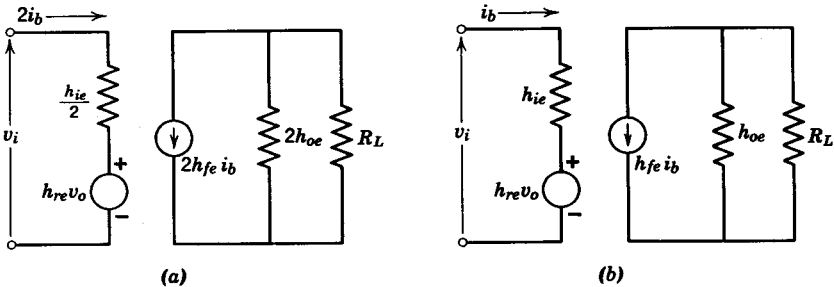 2i_b
h_ie/2
v_i
+
h_re v_o
−
2h_fe i_b
2h_oe
R_L
(a)
i_b
h_ie
v_i
+
h_re v_o
−
h_fe i_b
h_oe
R_L
(b)